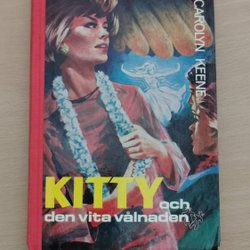 CAROLYN KEENE
KITTY och
den vita vålnaden